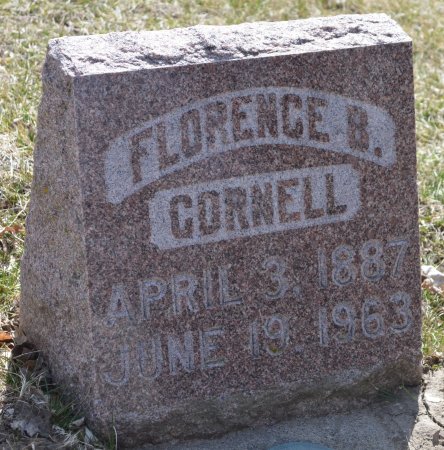 FLORENCE B.
CORNELL
APRIL 3, 1887
JUNE 19, 1963